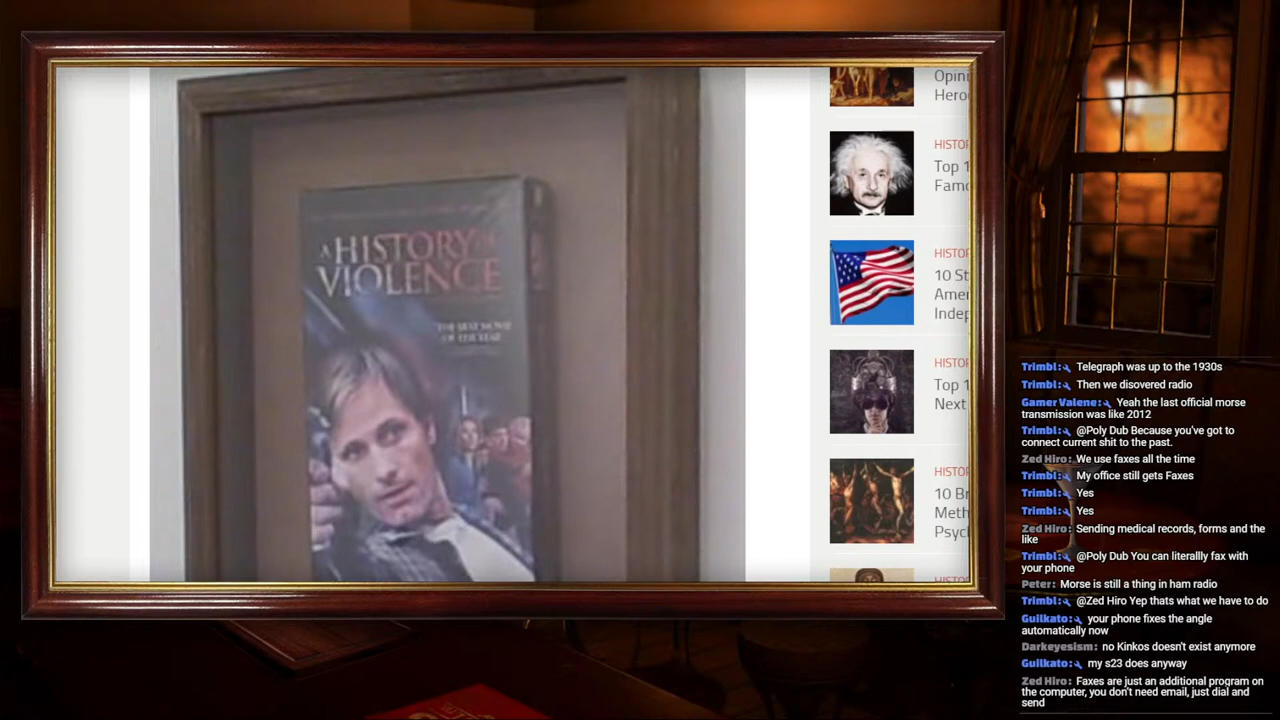 A HISTORY OF
VIOLENCE
THE BEST MOVIE
OF THE YEAR
Opini
Hero
HISTO
Top 1
Famo
HISTO
10 St
Amer
Indep
HISTO
Top 1
Next
HISTO
10 Br
Meth
Psych
HISTO
Trimbl: Telegraph was up to the 1930s
Trimbl: Then we disovered radio
Gamer Valene: Yeah the last official morse
transmission was like 2012
Trimbl: @Poly Dub Because you've got to
connect current shit to the past.
Zed Hiro: We use faxes all the time
Trimbl: My office still gets Faxes
Trimbl: Yes
Trimbl: Yes
Zed Hiro: Sending medical records, forms and the
like
Trimbl: @Poly Dub You can literallly fax with
your phone
Peter: Morse is still a thing in ham radio
Trimbl: @Zed Hiro Yep thats what we have to do
Guilkato: your phone fixes the angle
automatically now
Darkeyesism: no Kinkos doesn't exist anymore
Guilkato: my s23 does anyway
Zed Hiro: Faxes are just an additional program on
the computer, you don't need email, just dial and
send